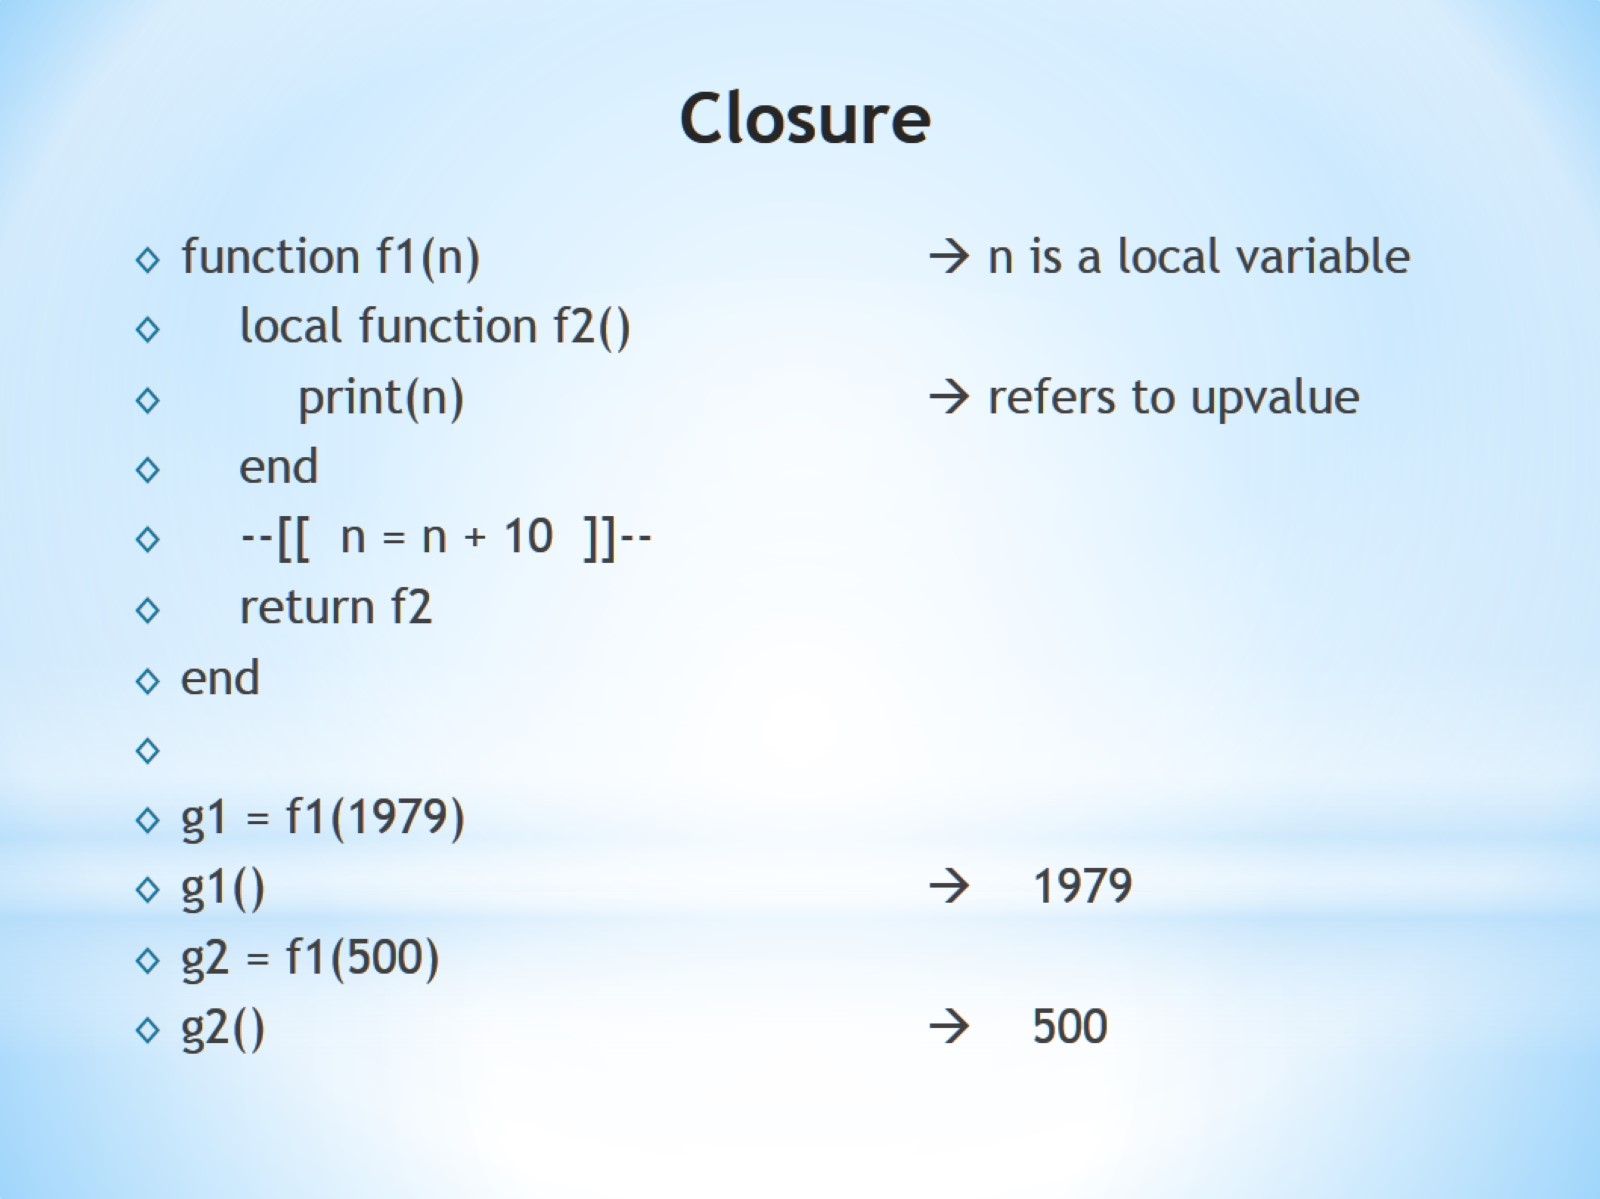 Closure
function f1(n) → n is a local variable
local function f2()
print(n) → refers to upvalue
end
--[[ n = n + 10 ]]--
return f2
end
g1 = f1(1979)
g1() → 1979
g2 = f1(500)
g2() → 500